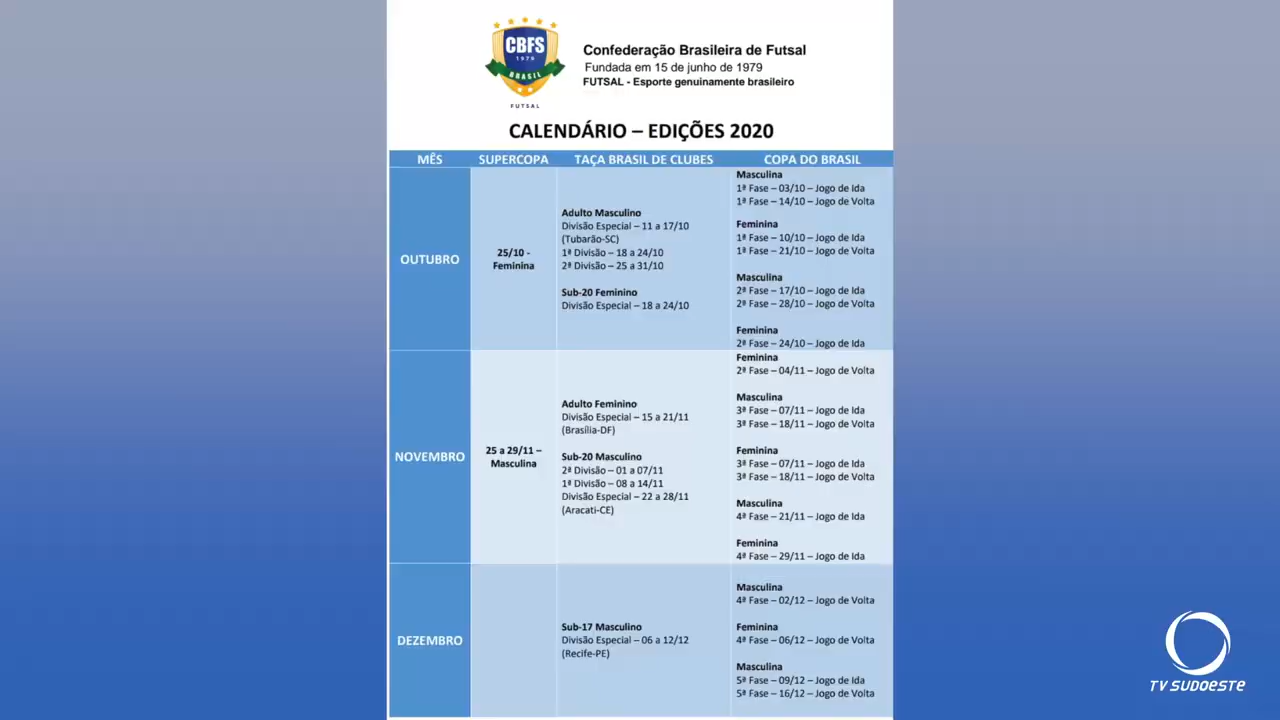 CBFS
1979
BRASIL
FUTSAL
Confederação Brasileira de Futsal
Fundada em 15 de junho de 1979
FUTSAL - Esporte genuinamente brasileiro
CALENDÁRIO – EDIÇÕES 2020
MÊS SUPERCOPA TAÇA BRASIL DE CLUBES COPA DO BRASIL
OUTUBRO
25/10 -
Feminina
Adulto Masculino
Divisão Especial – 11 a 17/10
(Tubarão-SC)
1ª Divisão – 18 a 24/10
2ª Divisão – 25 a 31/10
Sub-20 Feminino
Divisão Especial – 18 a 24/10
Masculina
1ª Fase – 03/10 – Jogo de Ida
1ª Fase – 14/10 – Jogo de Volta
Feminina
1ª Fase – 10/10 – Jogo de Ida
1ª Fase – 21/10 – Jogo de Volta
Masculina
2ª Fase – 17/10 – Jogo de Ida
2ª Fase – 28/10 – Jogo de Volta
Feminina
2ª Fase – 24/10 – Jogo de Ida
NOVEMBRO
25 a 29/11 –
Masculina
Adulto Feminino
Divisão Especial – 15 a 21/11
(Brasília-DF)
Sub-20 Masculino
2ª Divisão – 01 a 07/11
1ª Divisão – 08 a 14/11
Divisão Especial – 22 a 28/11
(Aracati-CE)
Feminina
2ª Fase – 04/11 – Jogo de Volta
Masculina
3ª Fase – 07/11 – Jogo de Ida
3ª Fase – 18/11 – Jogo de Volta
Feminina
3ª Fase – 07/11 – Jogo de Ida
3ª Fase – 18/11 – Jogo de Volta
Masculina
4ª Fase – 21/11 – Jogo de Ida
Feminina
4ª Fase – 29/11 – Jogo de Ida
DEZEMBRO
Sub-17 Masculino
Divisão Especial – 06 a 12/12
(Recife-PE)
Masculina
4ª Fase – 02/12 – Jogo de Volta
Feminina
4ª Fase – 06/12 – Jogo de Volta
Masculina
5ª Fase – 09/12 – Jogo de Ida
5ª Fase – 16/12 – Jogo de Volta
TV SUDOESTE